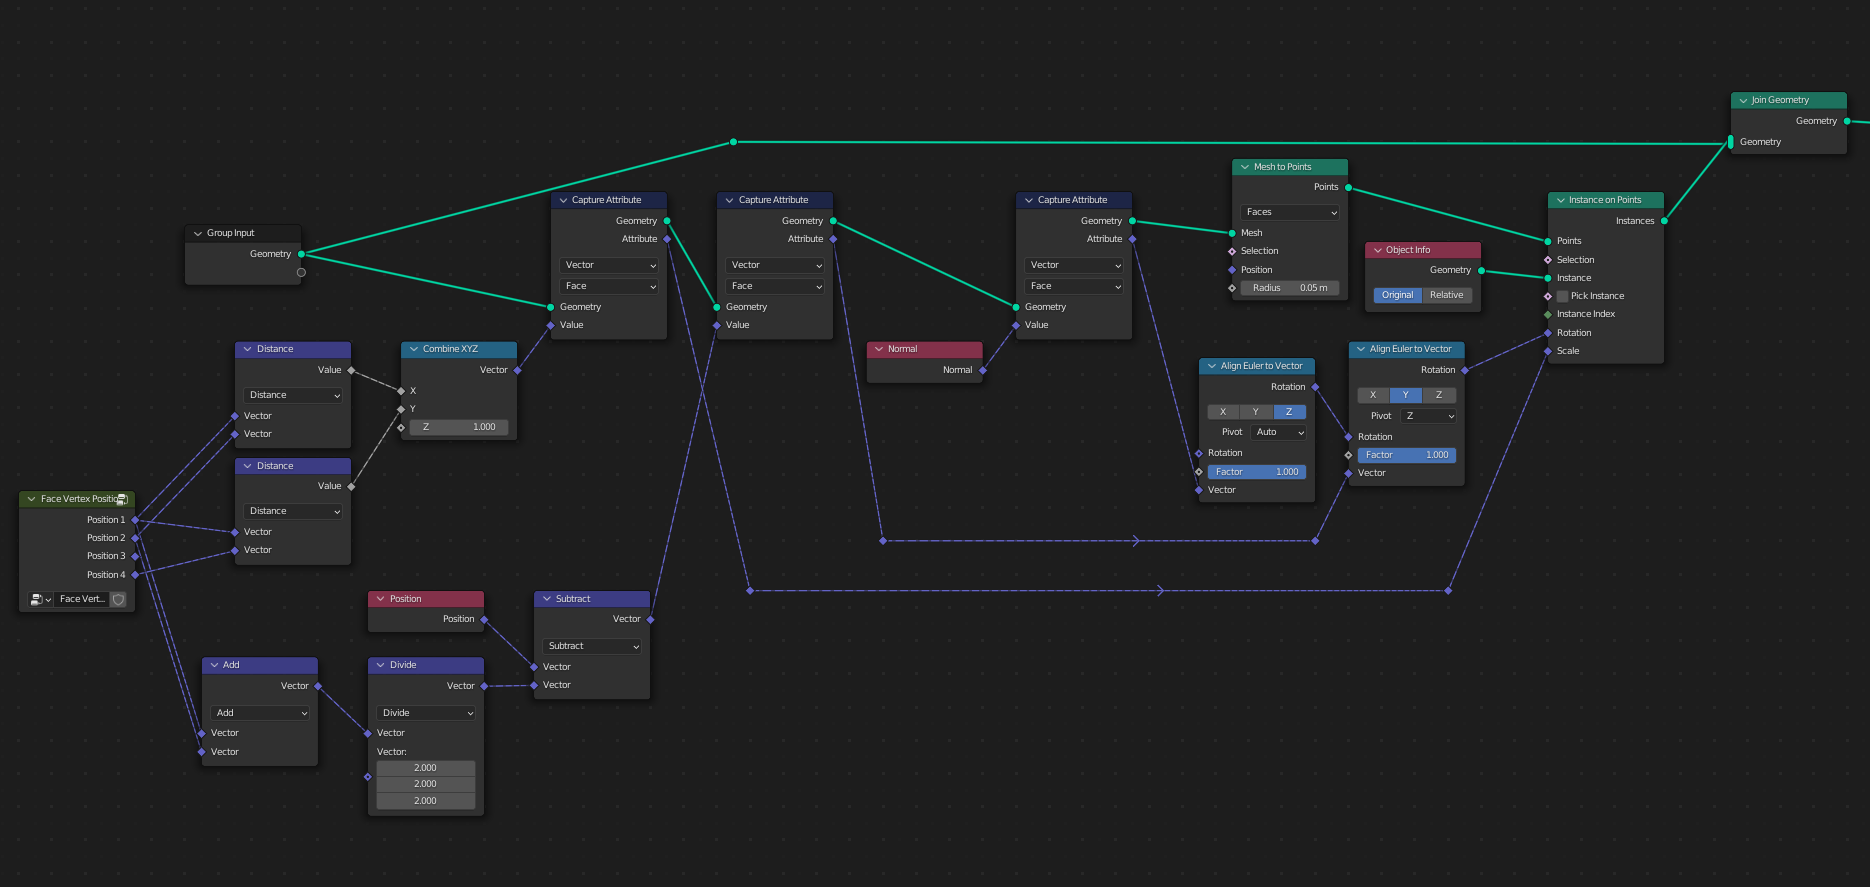 Join Geometry
Geometry
Geometry
Mesh to Points
Points
Faces
Mesh
Selection
Position
Radius 0.05 m
Capture Attribute
Geometry
Attribute
Vector
Face
Geometry
Value
Capture Attribute
Geometry
Attribute
Vector
Face
Geometry
Value
Capture Attribute
Geometry
Attribute
Vector
Face
Geometry
Value
Instance on Points
Instances
Points
Selection
Instance
Pick Instance
Instance Index
Rotation
Scale
Group Input
Geometry
Object Info
Geometry
Original Relative
Distance
Value
Distance
Vector
Vector
Combine XYZ
Vector
X
Y
Z 1.000
Normal
Normal
Align Euler to Vector
Rotation
X Y Z
Pivot Auto
Rotation
Factor 1.000
Vector
Align Euler to Vector
Rotation
X Y Z
Pivot Z
Rotation
Factor 1.000
Vector
Distance
Value
Distance
Vector
Vector
Face Vertex Positio
Position 1
Position 2
Position 3
Position 4
Face Vert...
Position
Position
Subtract
Vector
Subtract
Vector
Vector
Add
Vector
Add
Vector
Vector
Divide
Vector
Divide
Vector
Vector:
2.000
2.000
2.000